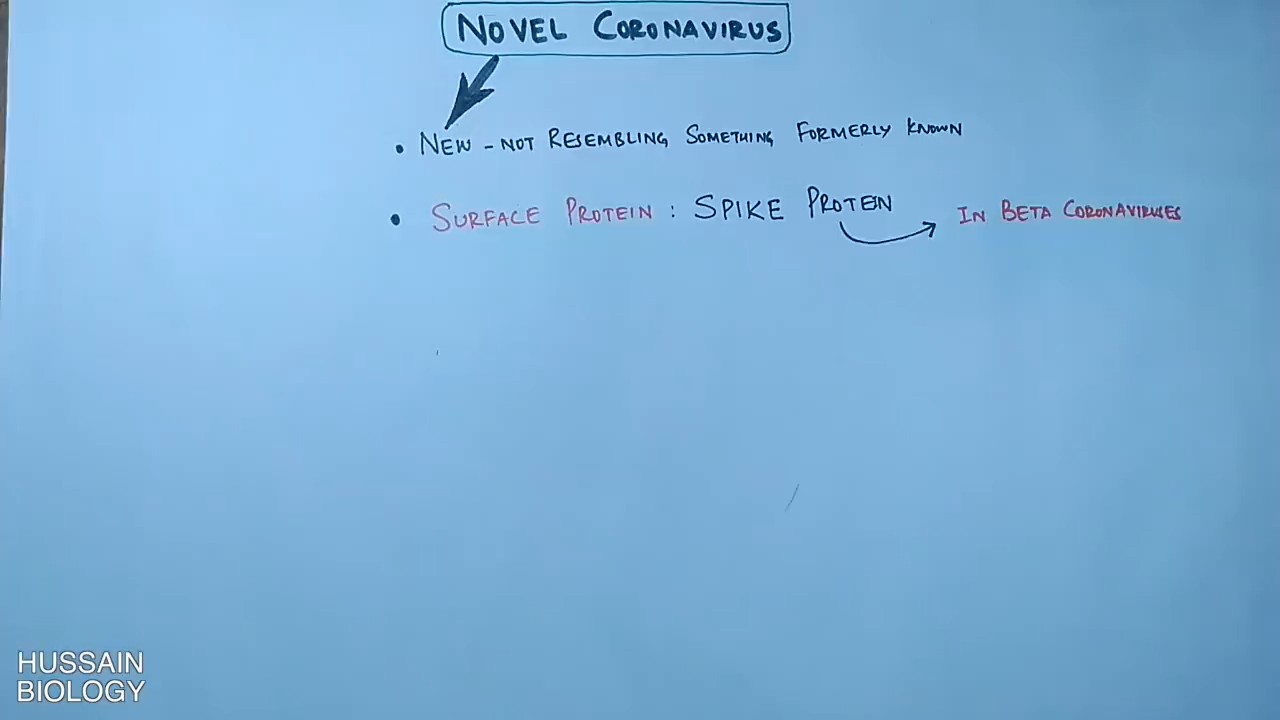 NOVEL CORONAVIRUS
• NEW - NOT RESEMBLING SOMETHING FORMERLY KNOWN
• SURFACE PROTEIN : SPIKE PROTEIN IN BETA CORONAVIRUSES
HUSSAIN
BIOLOGY